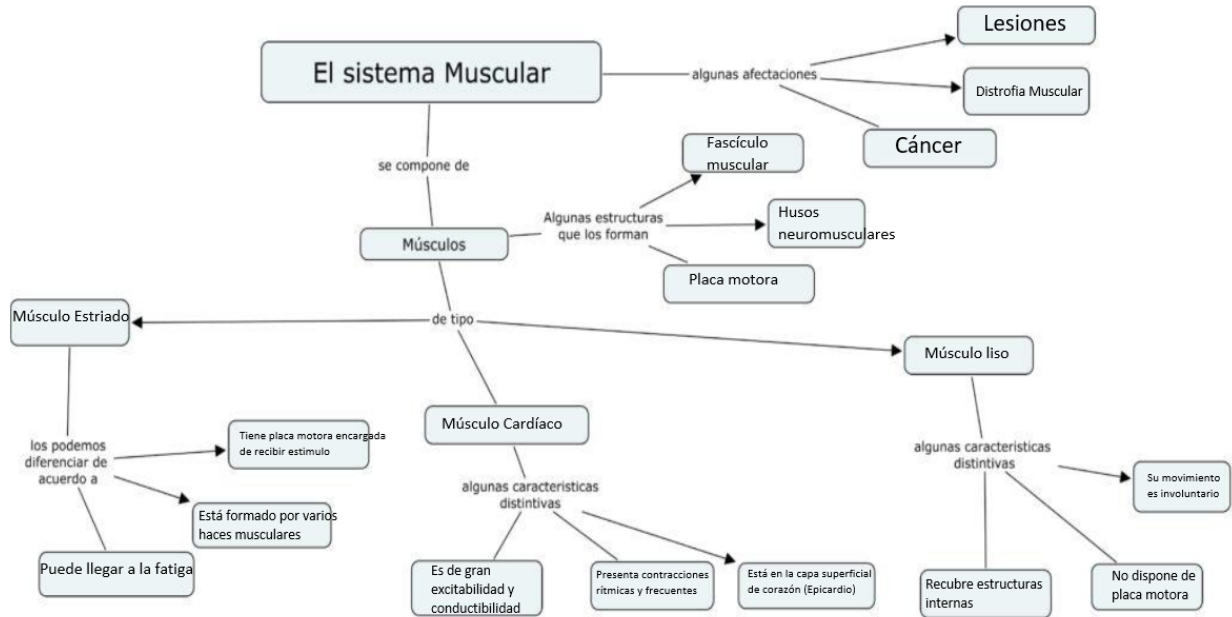 El sistema Muscular
algunas afectaciones
Lesiones
Distrofia Muscular
Cáncer
se compone de
Músculos
Algunas estructuras
que los forman
Fascículo
muscular
Husos
neuromusculares
Placa motora
de tipo
Músculo Estriado
los podemos
diferenciar de
acuerdo a
Tiene placa motora encargada
de recibir estimulo
Está formado por varios
haces musculares
Puede llegar a la fatiga
Músculo Cardíaco
algunas caracteristicas
distintivas
Es de gran
excitabilidad y
conductibilidad
Presenta contracciones
rítmicas y frecuentes
Está en la capa superficial
de corazón (Epicardio)
Músculo liso
algunas caracteristicas
distintivas
Su movimiento
es involuntario
Recubre estructuras
internas
No dispone de
placa motora